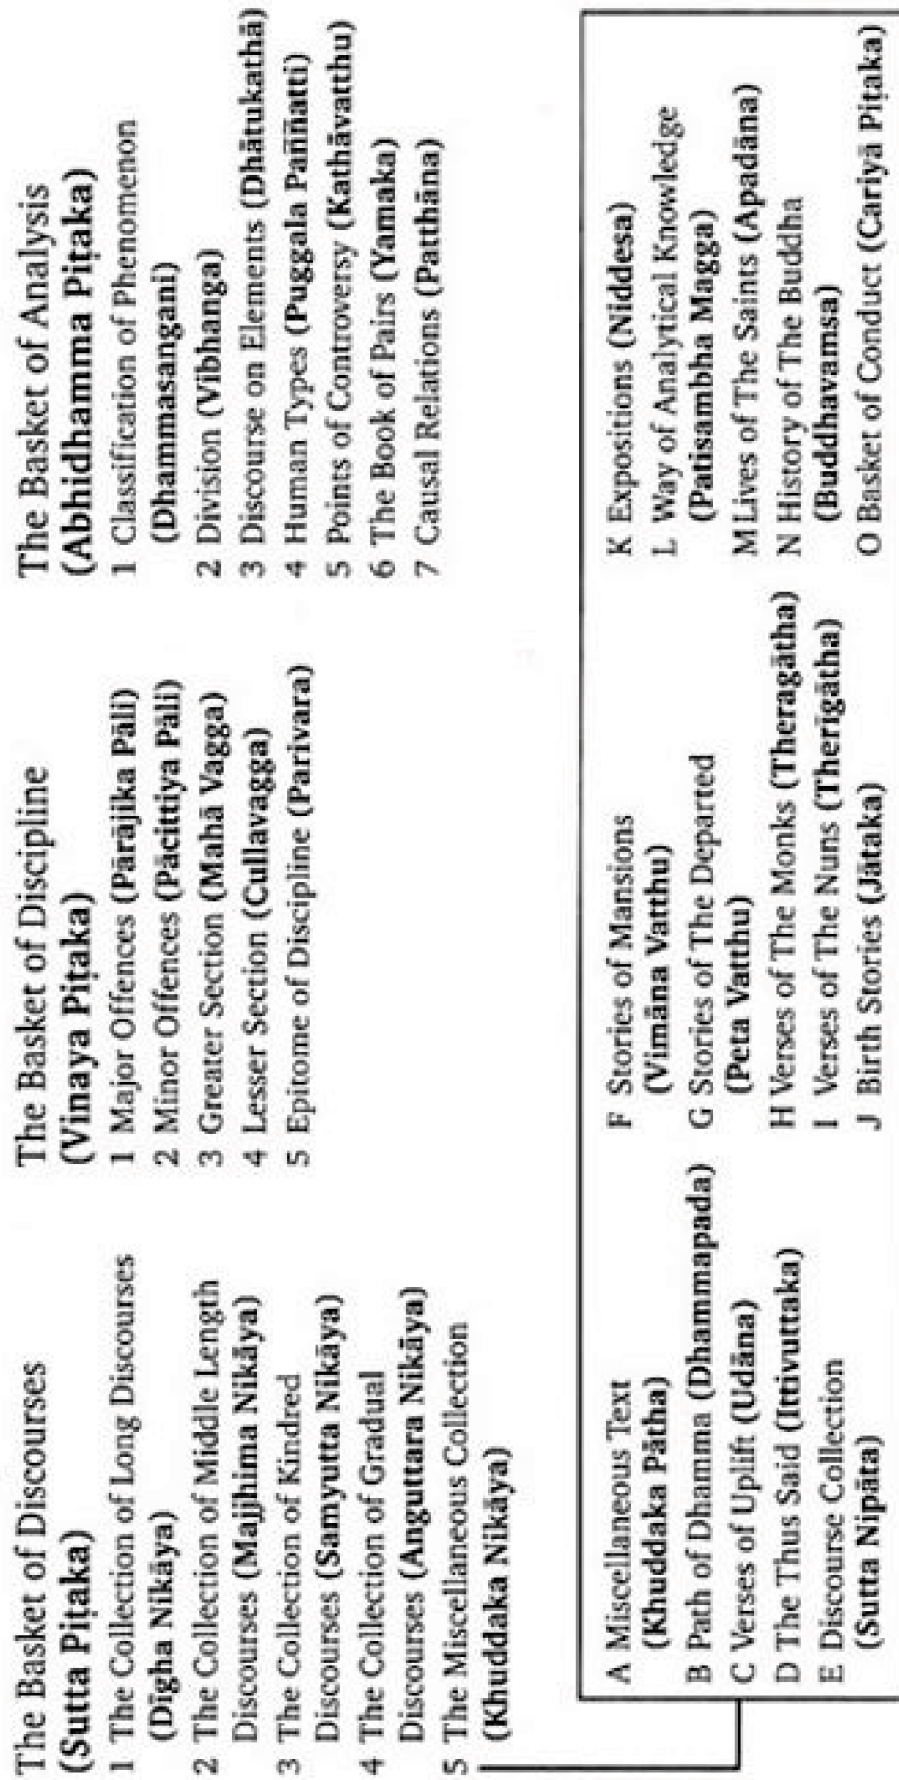 The Basket of Discourses
(Sutta Piṭaka)
1 The Collection of Long Discourses
(Dīgha Nikāya)
2 The Collection of Middle Length
Discourses (Majjhima Nikāya)
3 The Collection of Kindred
Discourses (Samyutta Nikāya)
4 The Collection of Gradual
Discourses (Anguttara Nikāya)
5 The Miscellaneous Collection
(Khuddaka Nikāya)
The Basket of Discipline
(Vinaya Piṭaka)
1 Major Offences (Pārājika Pāli)
2 Minor Offences (Pācittiya Pāli)
3 Greater Section (Mahā Vagga)
4 Lesser Section (Cullavagga)
5 Epitome of Discipline (Parivara)
The Basket of Analysis
(Abhidhamma Piṭaka)
1 Classification of Phenomenon
(Dhammasangani)
2 Division (Vibhanga)
3 Discourse on Elements (Dhātukathā)
4 Human Types (Puggala Paññatti)
5 Points of Controversy (Kathāvatthu)
6 The Book of Pairs (Yamaka)
7 Causal Relations (Patthāna)
A Miscellaneous Text
(Khuddaka Pātha)
B Path of Dhamma (Dhammapada)
C Verses of Uplift (Udāna)
D The Thus Said (Ittivuttaka)
E Discourse Collection
(Sutta Nipāta)
F Stories of Mansions
(Vimāna Vatthu)
G Stories of The Departed
(Peta Vatthu)
H Verses of The Monks (Theragātha)
I Verses of The Nuns (Therīgātha)
J Birth Stories (Jātaka)
K Expositions (Niddesa)
L Way of Analytical Knowledge
(Patisambha Magga)
M Lives of The Saints (Apadāna)
N History of The Buddha
(Buddhavamsa)
O Basket of Conduct (Cariyā Piṭaka)